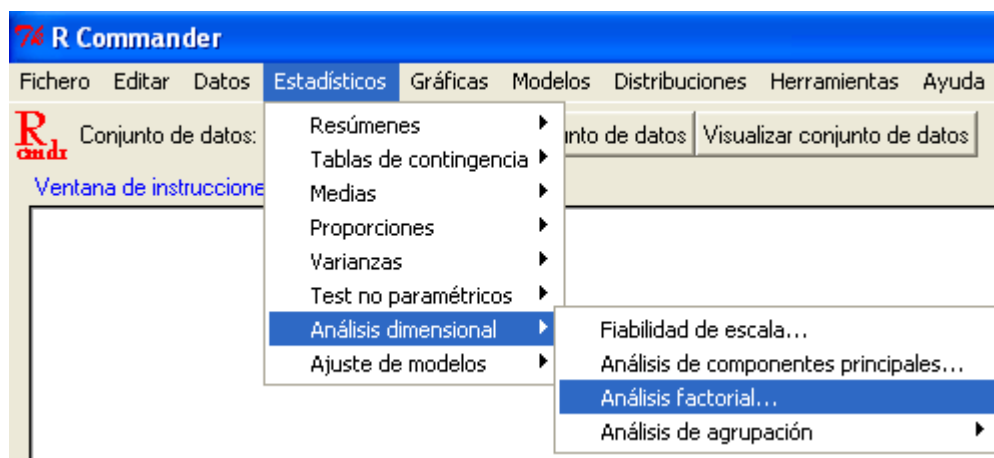 R Commander
Fichero Editar Datos Estadísticos Gráficas Modelos Distribuciones Herramientas Ayuda
R cmdr Conjunto de datos: unto de datos Visualizar conjunto de datos
Ventana de instruccione
Resúmenes
Tablas de contingencia
Medias
Proporciones
Varianzas
Test no paramétricos
Análisis dimensional
Ajuste de modelos
Fiabilidad de escala...
Análisis de componentes principales...
Análisis factorial...
Análisis de agrupación